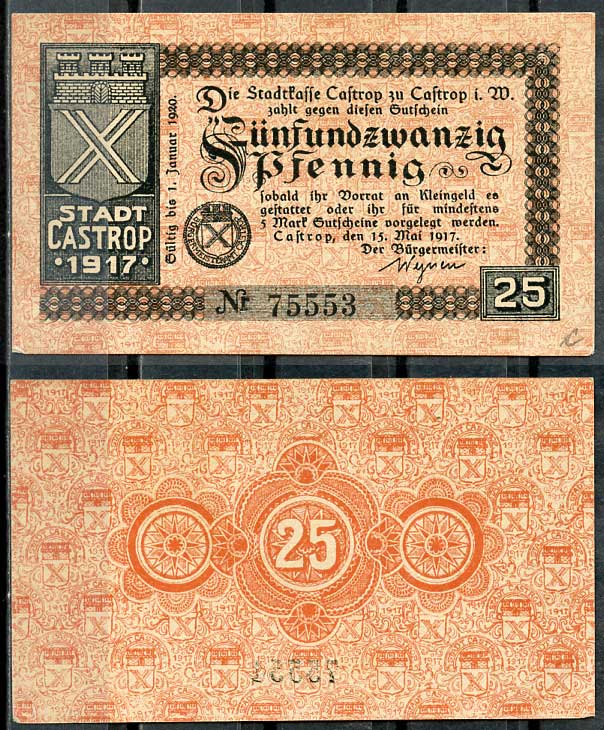 STADT
CASTROP
·1917·
Gültig bis 1. Januar 1920.
Die Stadtkasse Castrop zu Castrop i. W.
zahlt gegen diesen Gutschein
Fünfundzwanzig
Pfennig
sobald ihr Vorrat an Kleingeld es
gestattet oder ihr für mindestens
5 Mark Gutscheine vorgelegt werden.
Castrop, den 15. Mai 1917.
Der Bürgermeister:
Wynen
25
Nr 75553
C
25